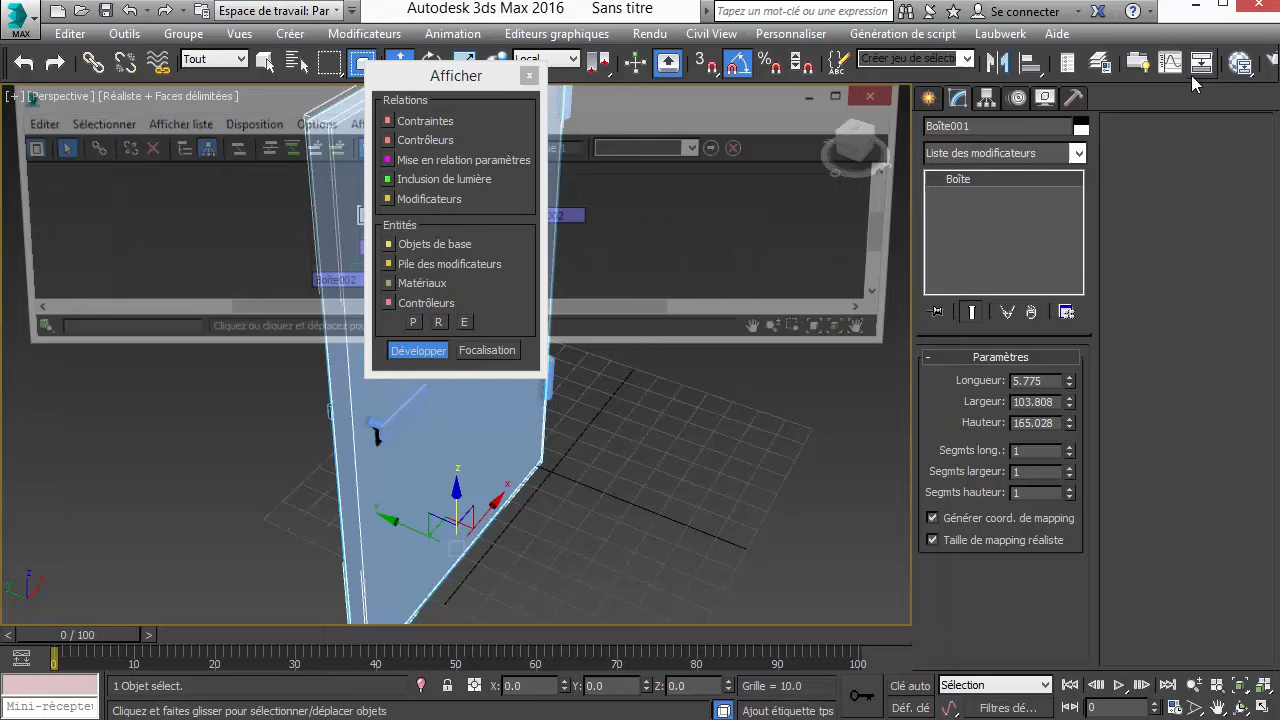 Espace de travail: Par
Autodesk 3ds Max 2016
Sans titre
Tapez un mot-clé ou une expression
Se connecter
MAX
Editer
Outils
Groupe
Vues
Créer
Modificateurs
Animation
Editeurs graphiques
Rendu
Civil View
Personnaliser
Génération de script
Laubwerk
Aide
Tout
Local
Créer jeu de sélecti
[+] [Perspective] [Réaliste + Faces délimitées]
Afficher
Relations
Contraintes
Contrôleurs
Mise en relation paramètres
Inclusion de lumière
Modificateurs
Entités
Objets de base
Pile des modificateurs
Matériaux
Contrôleurs
P R E
Développer
Focalisation
Editer
Sélectionner
Afficher liste
Disposition
Options
Boîte002
Cliquez ou cliquez et déplacez po
Boîte001
Liste des modificateurs
Boîte
- Paramètres
Longueur: 5.775
Largeur: 103.808
Hauteur: 165.028
Segmts long.: 1
Segmts largeur: 1
Segmts hauteur: 1
Générer coord. de mapping
Taille de mapping réaliste
z
x
y
z
y
x
< 0 / 100 >
0 10 20 30 40 50 60 70 80 90 100
1 Objet sélect.
X: 0.0
Y: 0.0
Z: 0.0
Grille = 10.0
Clé auto
Sélection
Mini-récepte
Cliquez et faites glisser pour sélectionner/déplacer objets
Ajout étiquette tps
Déf. dé
Filtres dé...
0